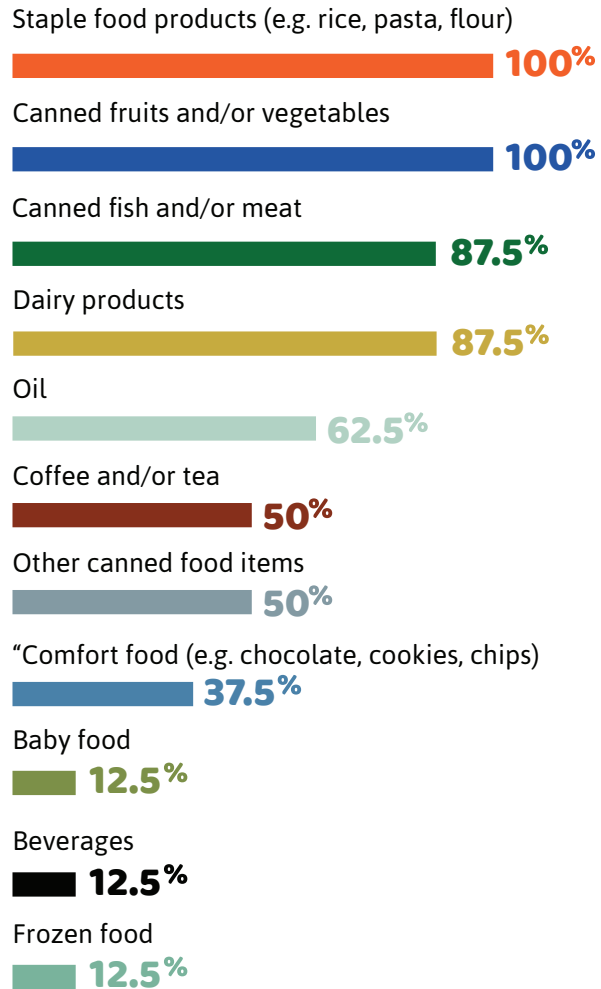 Staple food products (e.g. rice, pasta, flour)
100%
Canned fruits and/or vegetables
100%
Canned fish and/or meat
87.5%
Dairy products
87.5%
Oil
62.5%
Coffee and/or tea
50%
Other canned food items
50%
“Comfort food (e.g. chocolate, cookies, chips)
37.5%
Baby food
12.5%
Beverages
12.5%
Frozen food
12.5%